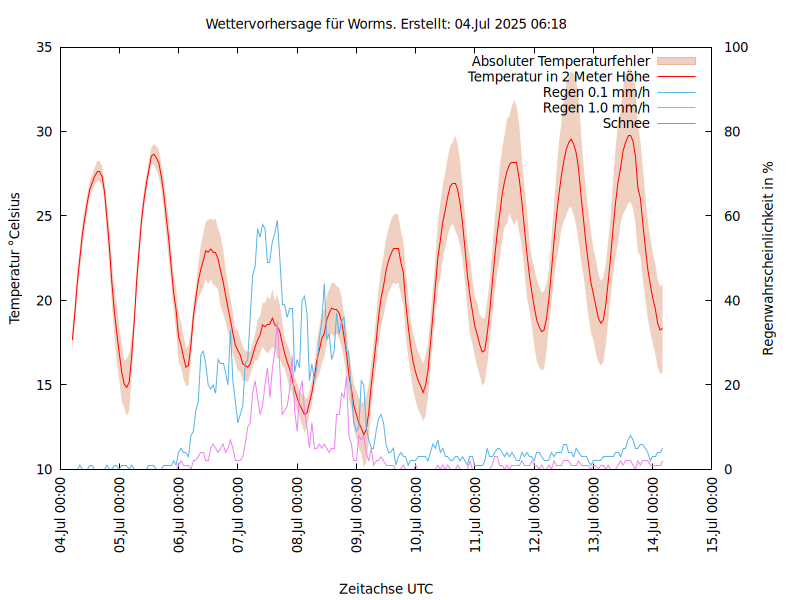 Wettervorhersage für Worms. Erstellt: 04.Jul 2025 06:18
Absoluter Temperaturfehler
Temperatur in 2 Meter Höhe
Regen 0.1 mm/h
Regen 1.0 mm/h
Schnee
Temperatur °Celsius
35
30
25
20
15
10
Regenwahrscheinlichkeit in %
100
80
60
40
20
0
04.Jul 00:00
05.Jul 00:00
06.Jul 00:00
07.Jul 00:00
08.Jul 00:00
09.Jul 00:00
10.Jul 00:00
11.Jul 00:00
12.Jul 00:00
13.Jul 00:00
14.Jul 00:00
15.Jul 00:00
Zeitachse UTC